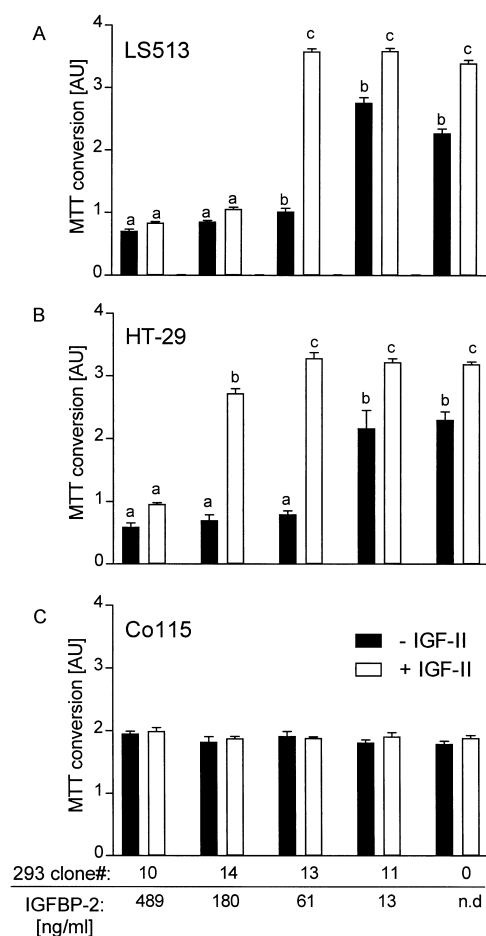 A
LS513
MTT conversion [AU]
4
3
2
1
0
a a a a b c b c b c
B
HT-29
MTT conversion [AU]
4
3
2
1
0
a a a b a c b c b c
C
Co115
MTT conversion [AU]
4
3
2
1
0
- IGF-II
+ IGF-II
293 clone#: 10 14 13 11 0
IGFBP-2: 489 180 61 13 n.d
[ng/ml]